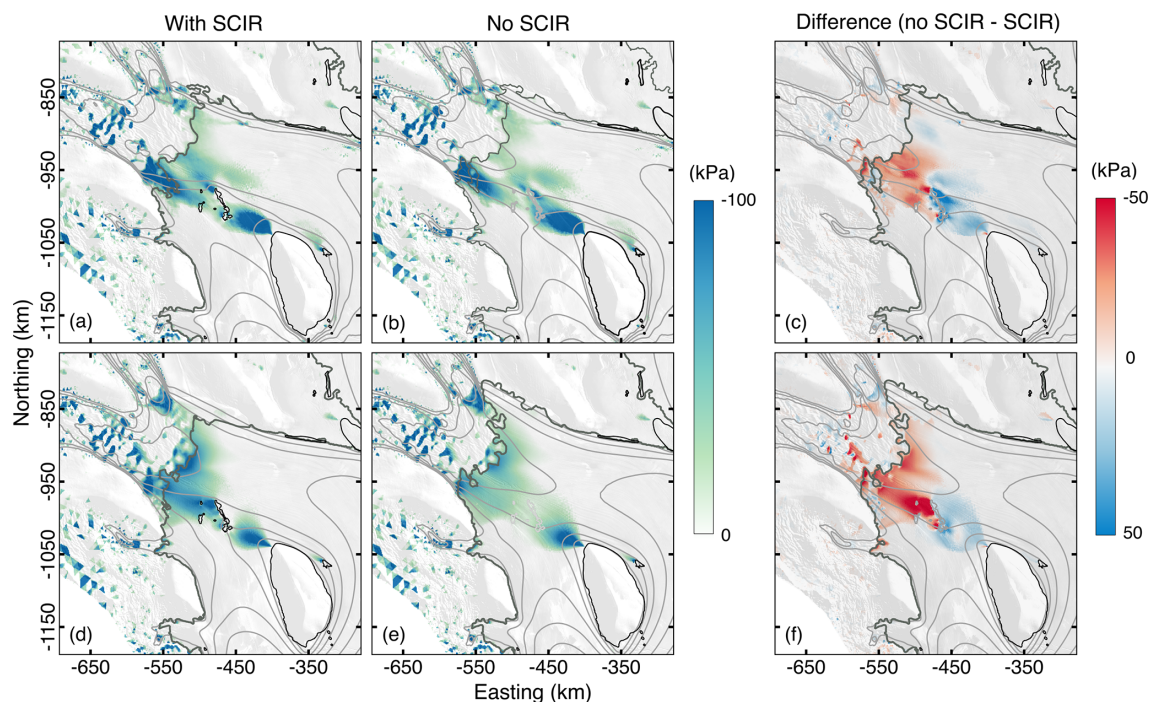 With SCIR
No SCIR
Difference (no SCIR - SCIR)
-850
-950
-1050
-1150
(a)
(b)
(c)
(kPa)
-100
0
(kPa)
-50
0
50
Northing (km)
-850
-950
-1050
-1150
(d)
(e)
(f)
-650 -550 -450 -350
-650 -550 -450 -350
-650 -550 -450 -350
Easting (km)